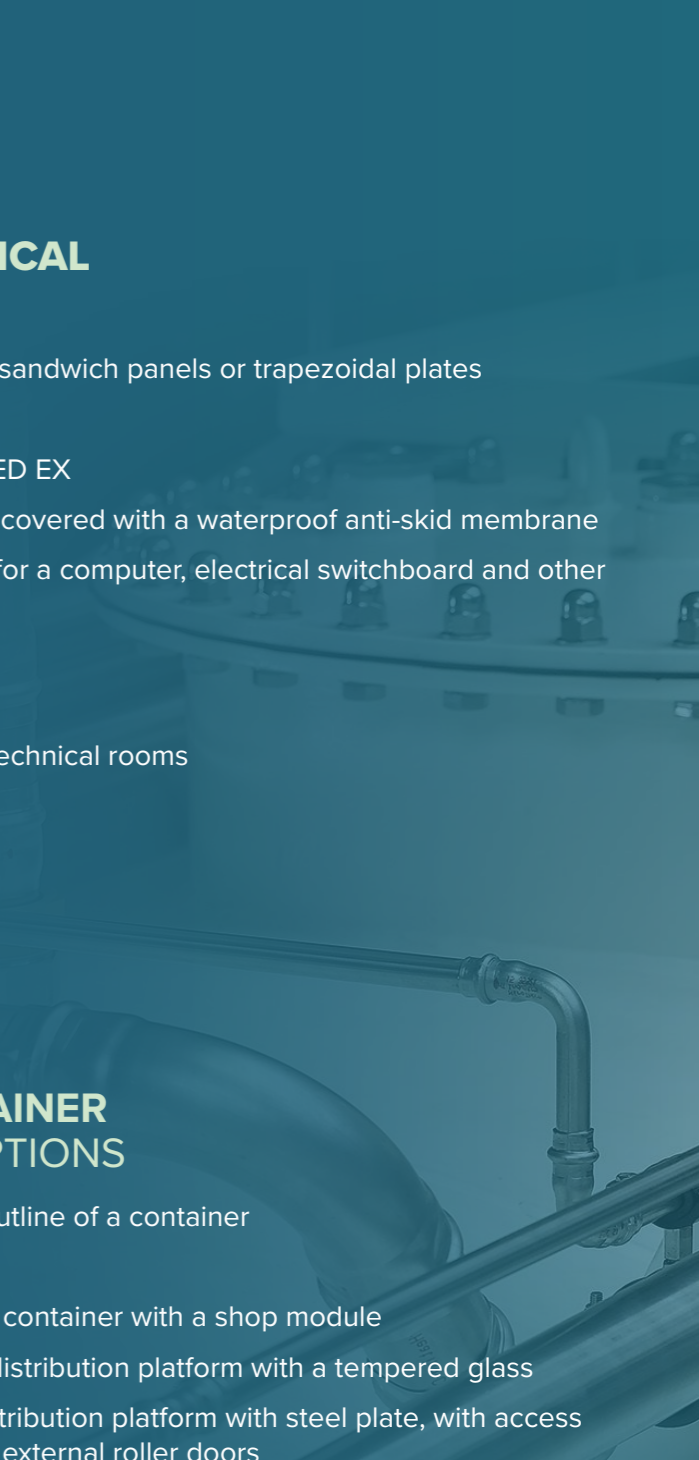 ICAL
sandwich panels or trapezoidal plates
ED EX
covered with a waterproof anti-skid membrane
for a computer, electrical switchboard and other
echnical rooms
AINER
PTIONS
utline of a container
container with a shop module
distribution platform with a tempered glass
tribution platform with steel plate, with access
external roller doors